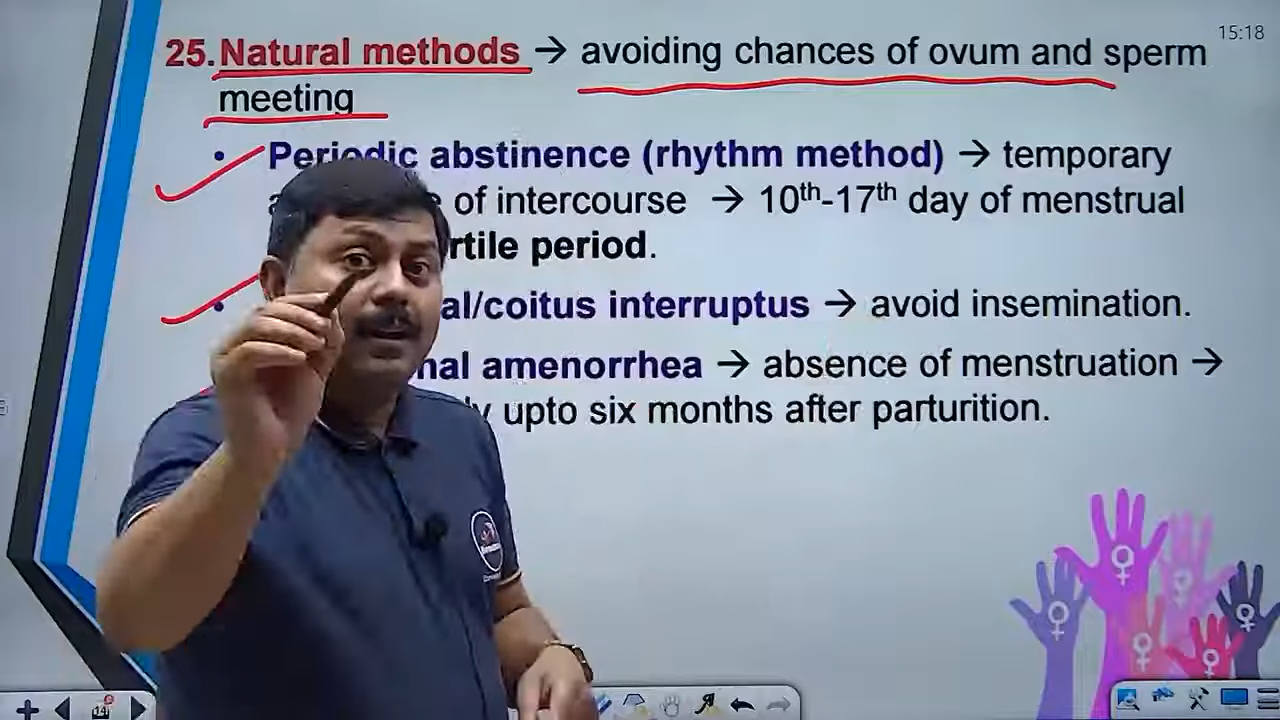 15:18
25. Natural methods → avoiding chances of ovum and sperm
meeting
• Periodic abstinence (rhythm method) → temporary
of intercourse → 10th-17th day of menstrual
rtile period.
• al/coitus interruptus → avoid insemination.
nal amenorrhea → absence of menstruation →
upto six months after parturition.